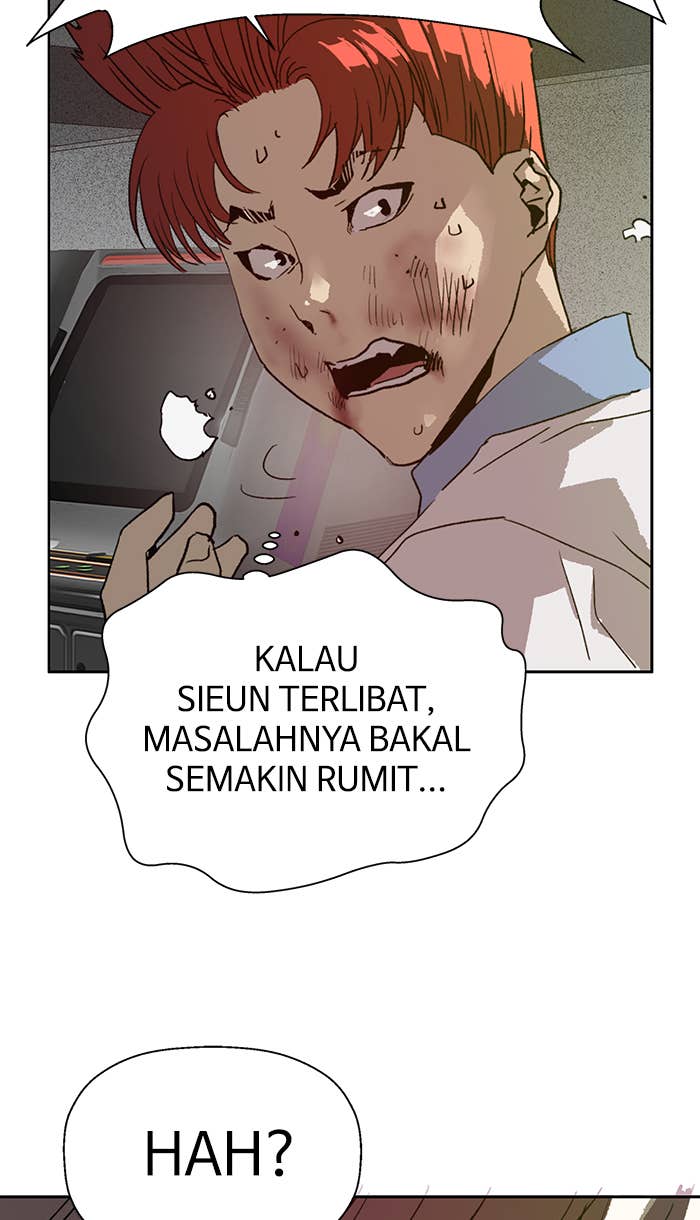 KALAU
SIEUN TERLIBAT,
MASALAHNYA BAKAL
SEMAKIN RUMIT...
HAH?